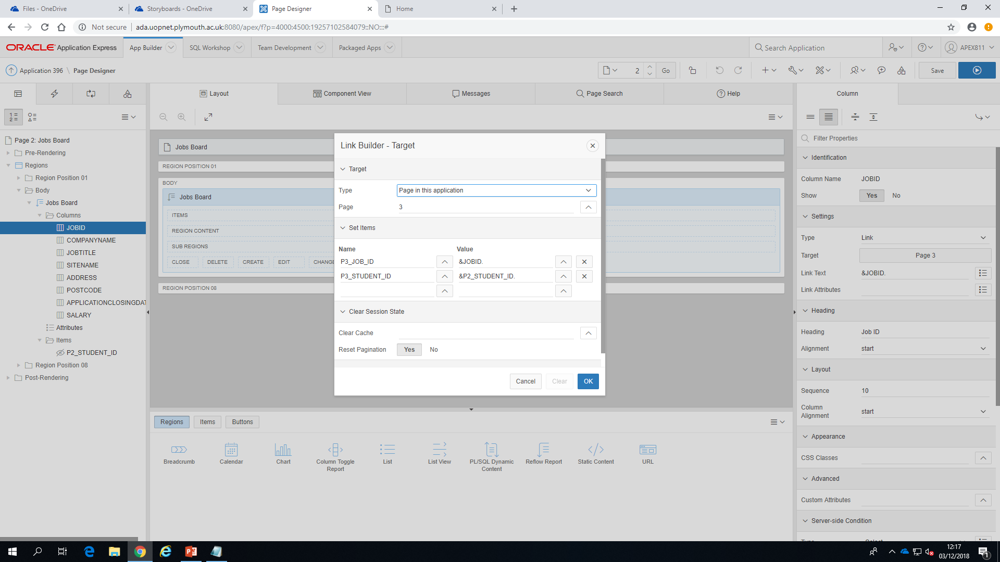 Files - OneDrive
Storyboards - OneDrive
Page Designer
Home
Not secure
ada.uopnet.plymouth.ac.uk:8080/apex/f?p=4000:4500:19257102584079::NO:::#
ORACLE Application Express
App Builder
SQL Workshop
Team Development
Packaged Apps
Search Application
APEX811
Application 396 \ Page Designer
2
Go
Save
Layout
Component View
Messages
Page Search
Help
Column
Page 2: Jobs Board
Pre-Rendering
Regions
Region Position 01
Body
Jobs Board
Columns
JOBID
COMPANYNAME
JOBTITLE
SITENAME
ADDRESS
POSTCODE
APPLICATIONCLOSINGDAT
SALARY
Attributes
Items
P2_STUDENT_ID
Region Position 08
Post-Rendering
Jobs Board
REGION POSITION 01
BODY
Jobs Board
ITEMS
REGION CONTENT
SUB REGIONS
CLOSE
DELETE
CREATE
EDIT
CHANGE
REGION POSITION 08
Link Builder - Target
Target
Type
Page in this application
Page
3
Set Items
Name
Value
P3_JOB_ID
&JOBID.
P3_STUDENT_ID
&P2_STUDENT_ID.
Clear Session State
Clear Cache
Reset Pagination
Yes
No
Cancel
Clear
OK
Regions
Items
Buttons
Breadcrumb
Calendar
Chart
Column Toggle
Report
List
List View
PL/SQL Dynamic
Content
Reflow Report
Static Content
URL
Filter Properties
Identification
Column Name
JOBID
Show
Yes
No
Settings
Type
Link
Target
Page 3
Link Text
&JOBID.
Link Attributes
Heading
Heading
Job ID
Alignment
start
Layout
Sequence
10
Column
Alignment
start
Appearance
CSS Classes
Advanced
Custom Attributes
Server-side Condition
12:17
03/12/2018
1